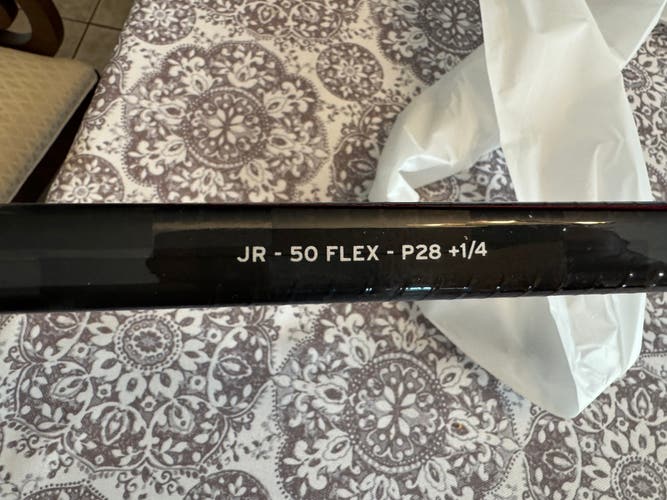 JR - 50 FLEX - P28 +1/4